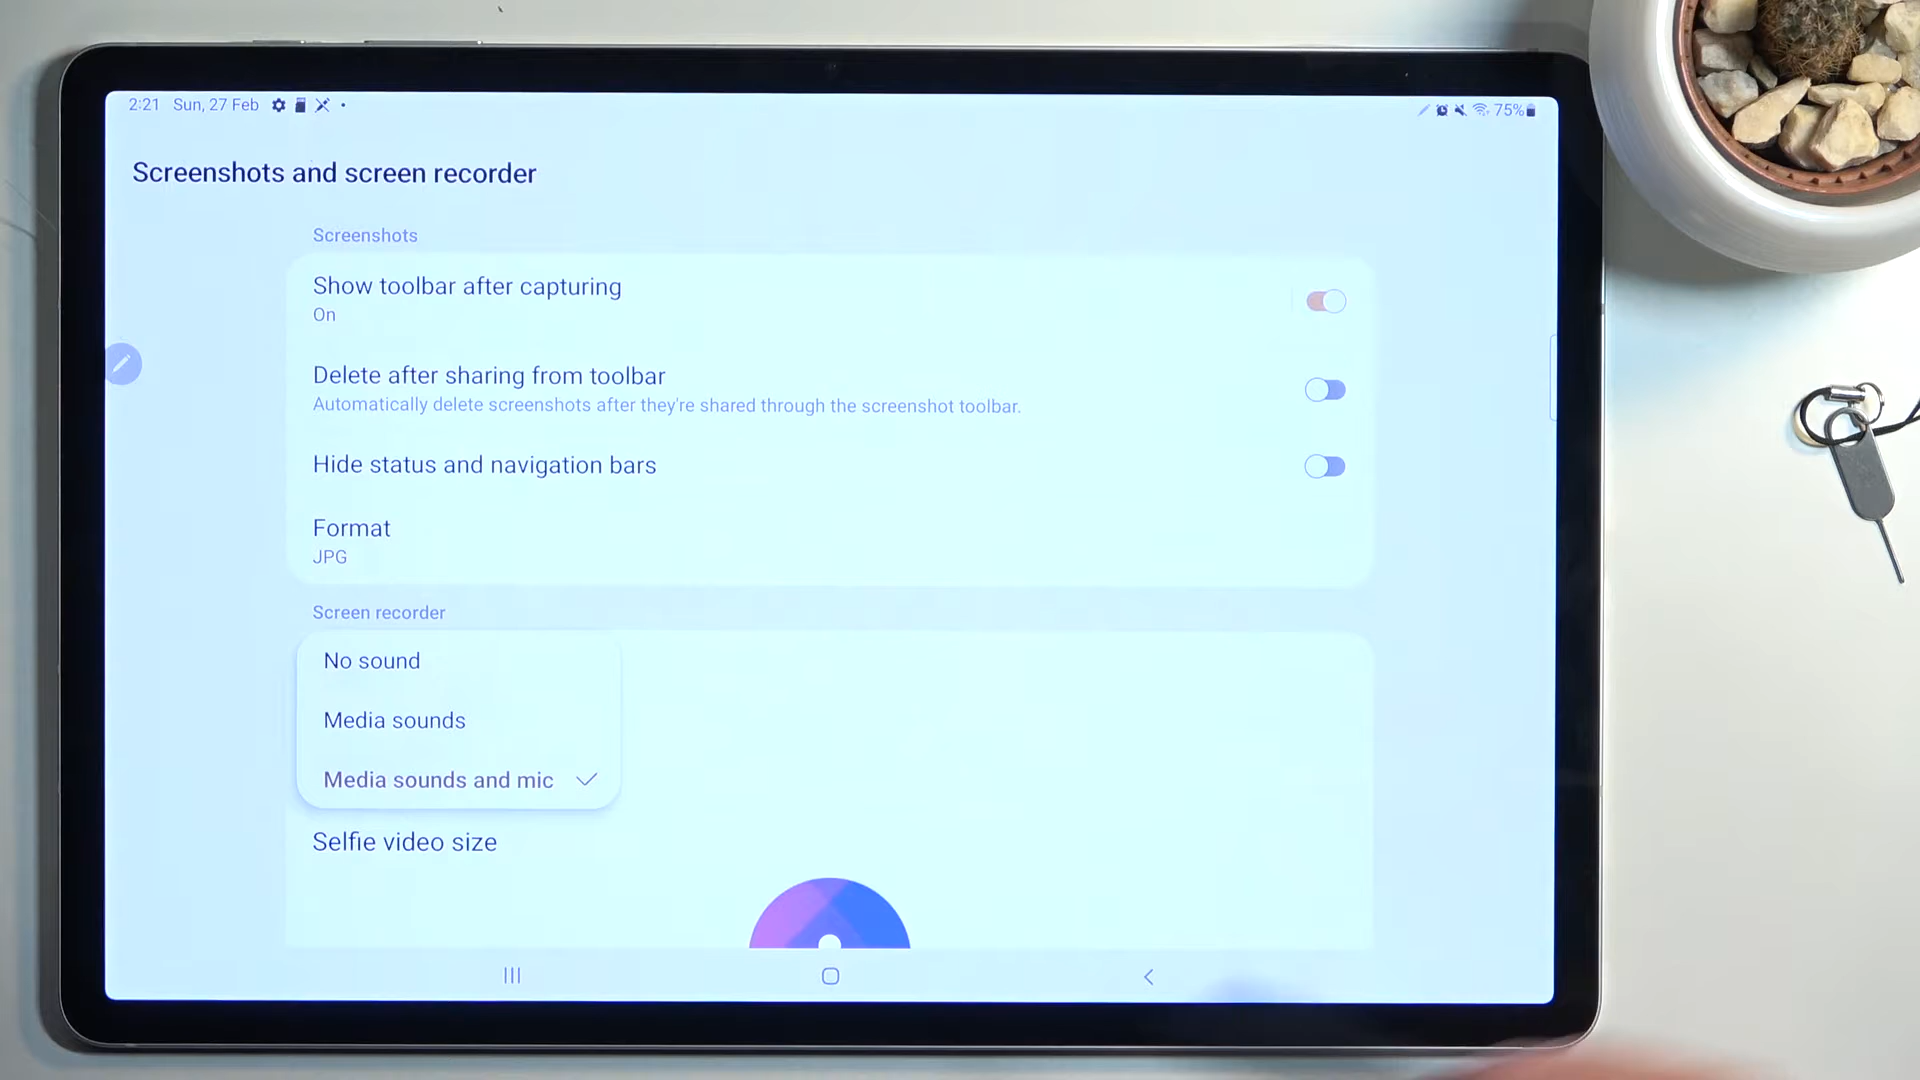 2:21 Sun, 27 Feb
75%
Screenshots and screen recorder
Screenshots
Show toolbar after capturing
On
Delete after sharing from toolbar
Automatically delete screenshots after they're shared through the screenshot toolbar.
Hide status and navigation bars
Format
JPG
Screen recorder
No sound
Media sounds
Media sounds and mic
Selfie video size